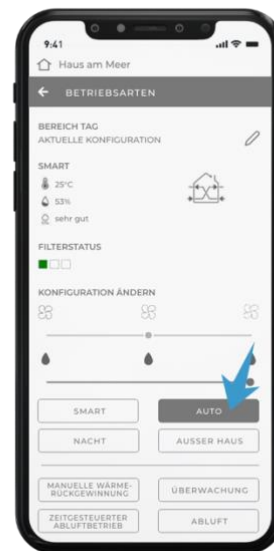 9:41
Haus am Meer
BETRIEBSARTEN
BEREICH TAG
AKTUELLE KONFIGURATION
SMART
25°C
53%
sehr gut
FILTERSTATUS
KONFIGURATION ÄNDERN
SMART AUTO
NACHT AUSSER HAUS
MANUELLE WÄRME-
RÜCKGEWINNUNG ÜBERWACHUNG
ZEITGESTEUERTER
ABLUFTBETRIEB ABLUFT